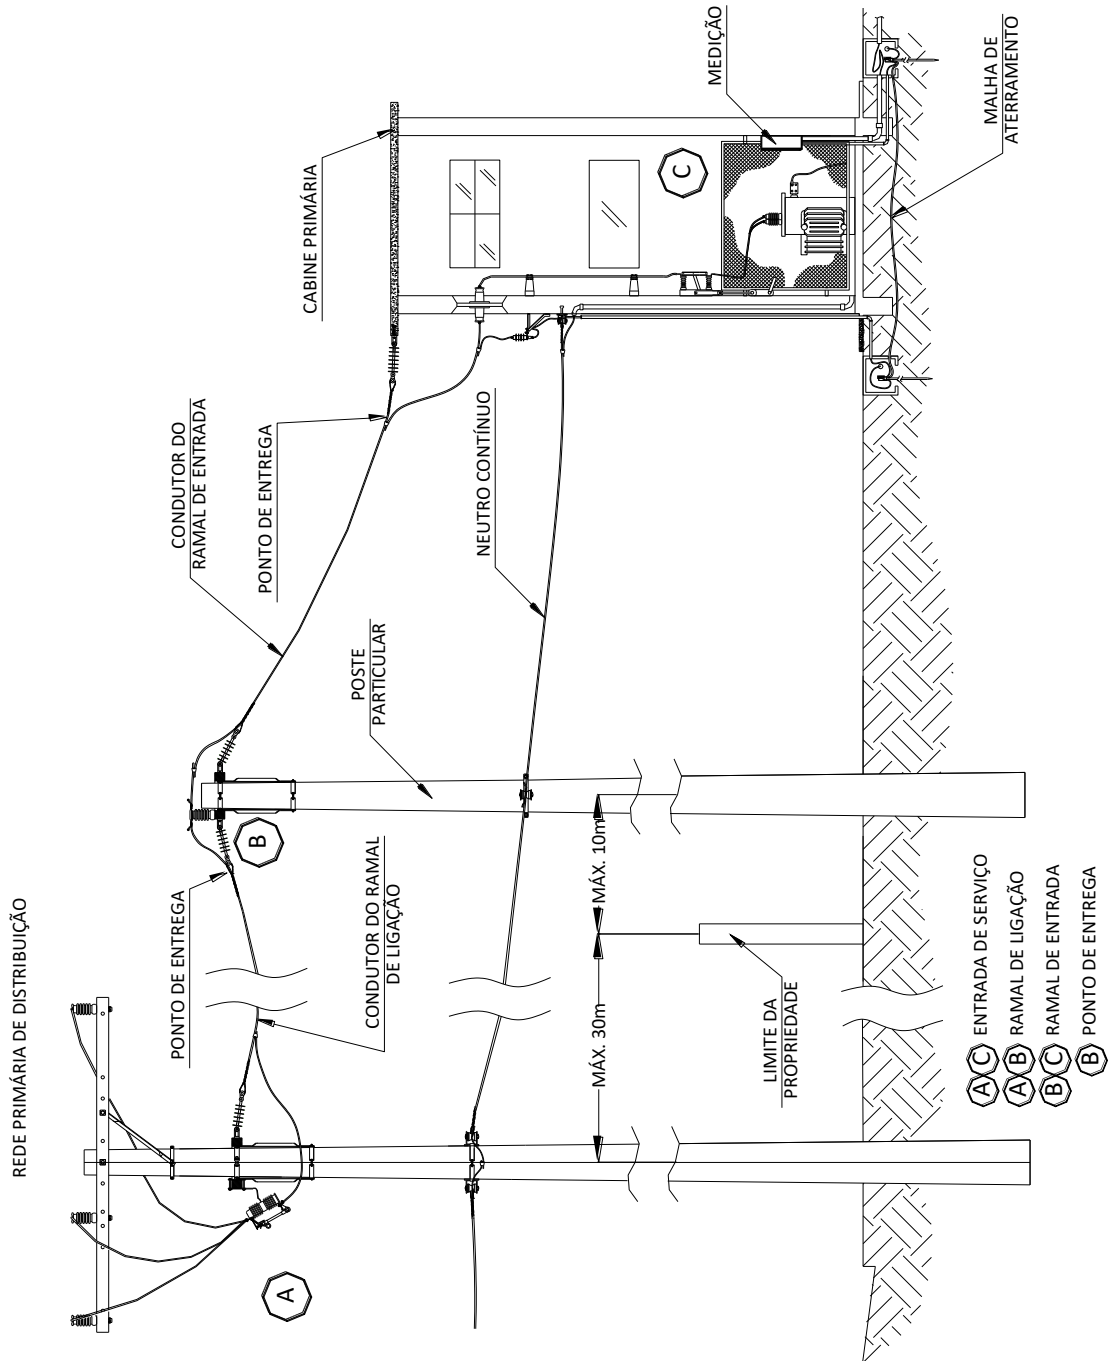 REDE PRIMÁRIA DE DISTRIBUIÇÃO
CONDUTOR DO
RAMAL DE ENTRADA
CABINE PRIMÁRIA
MEDIÇÃO
PONTO DE ENTREGA
MALHA DE
ATERRAMENTO
C
POSTE
PARTICULAR
NEUTRO CONTÍNUO
B
PONTO DE ENTREGA
CONDUTOR DO RAMAL
DE LIGAÇÃO
A
MÁX. 30m
MÁX. 10m
LIMITE DA
PROPRIEDADE
A C ENTRADA DE SERVIÇO
A B RAMAL DE LIGAÇÃO
B C RAMAL DE ENTRADA
B PONTO DE ENTREGA